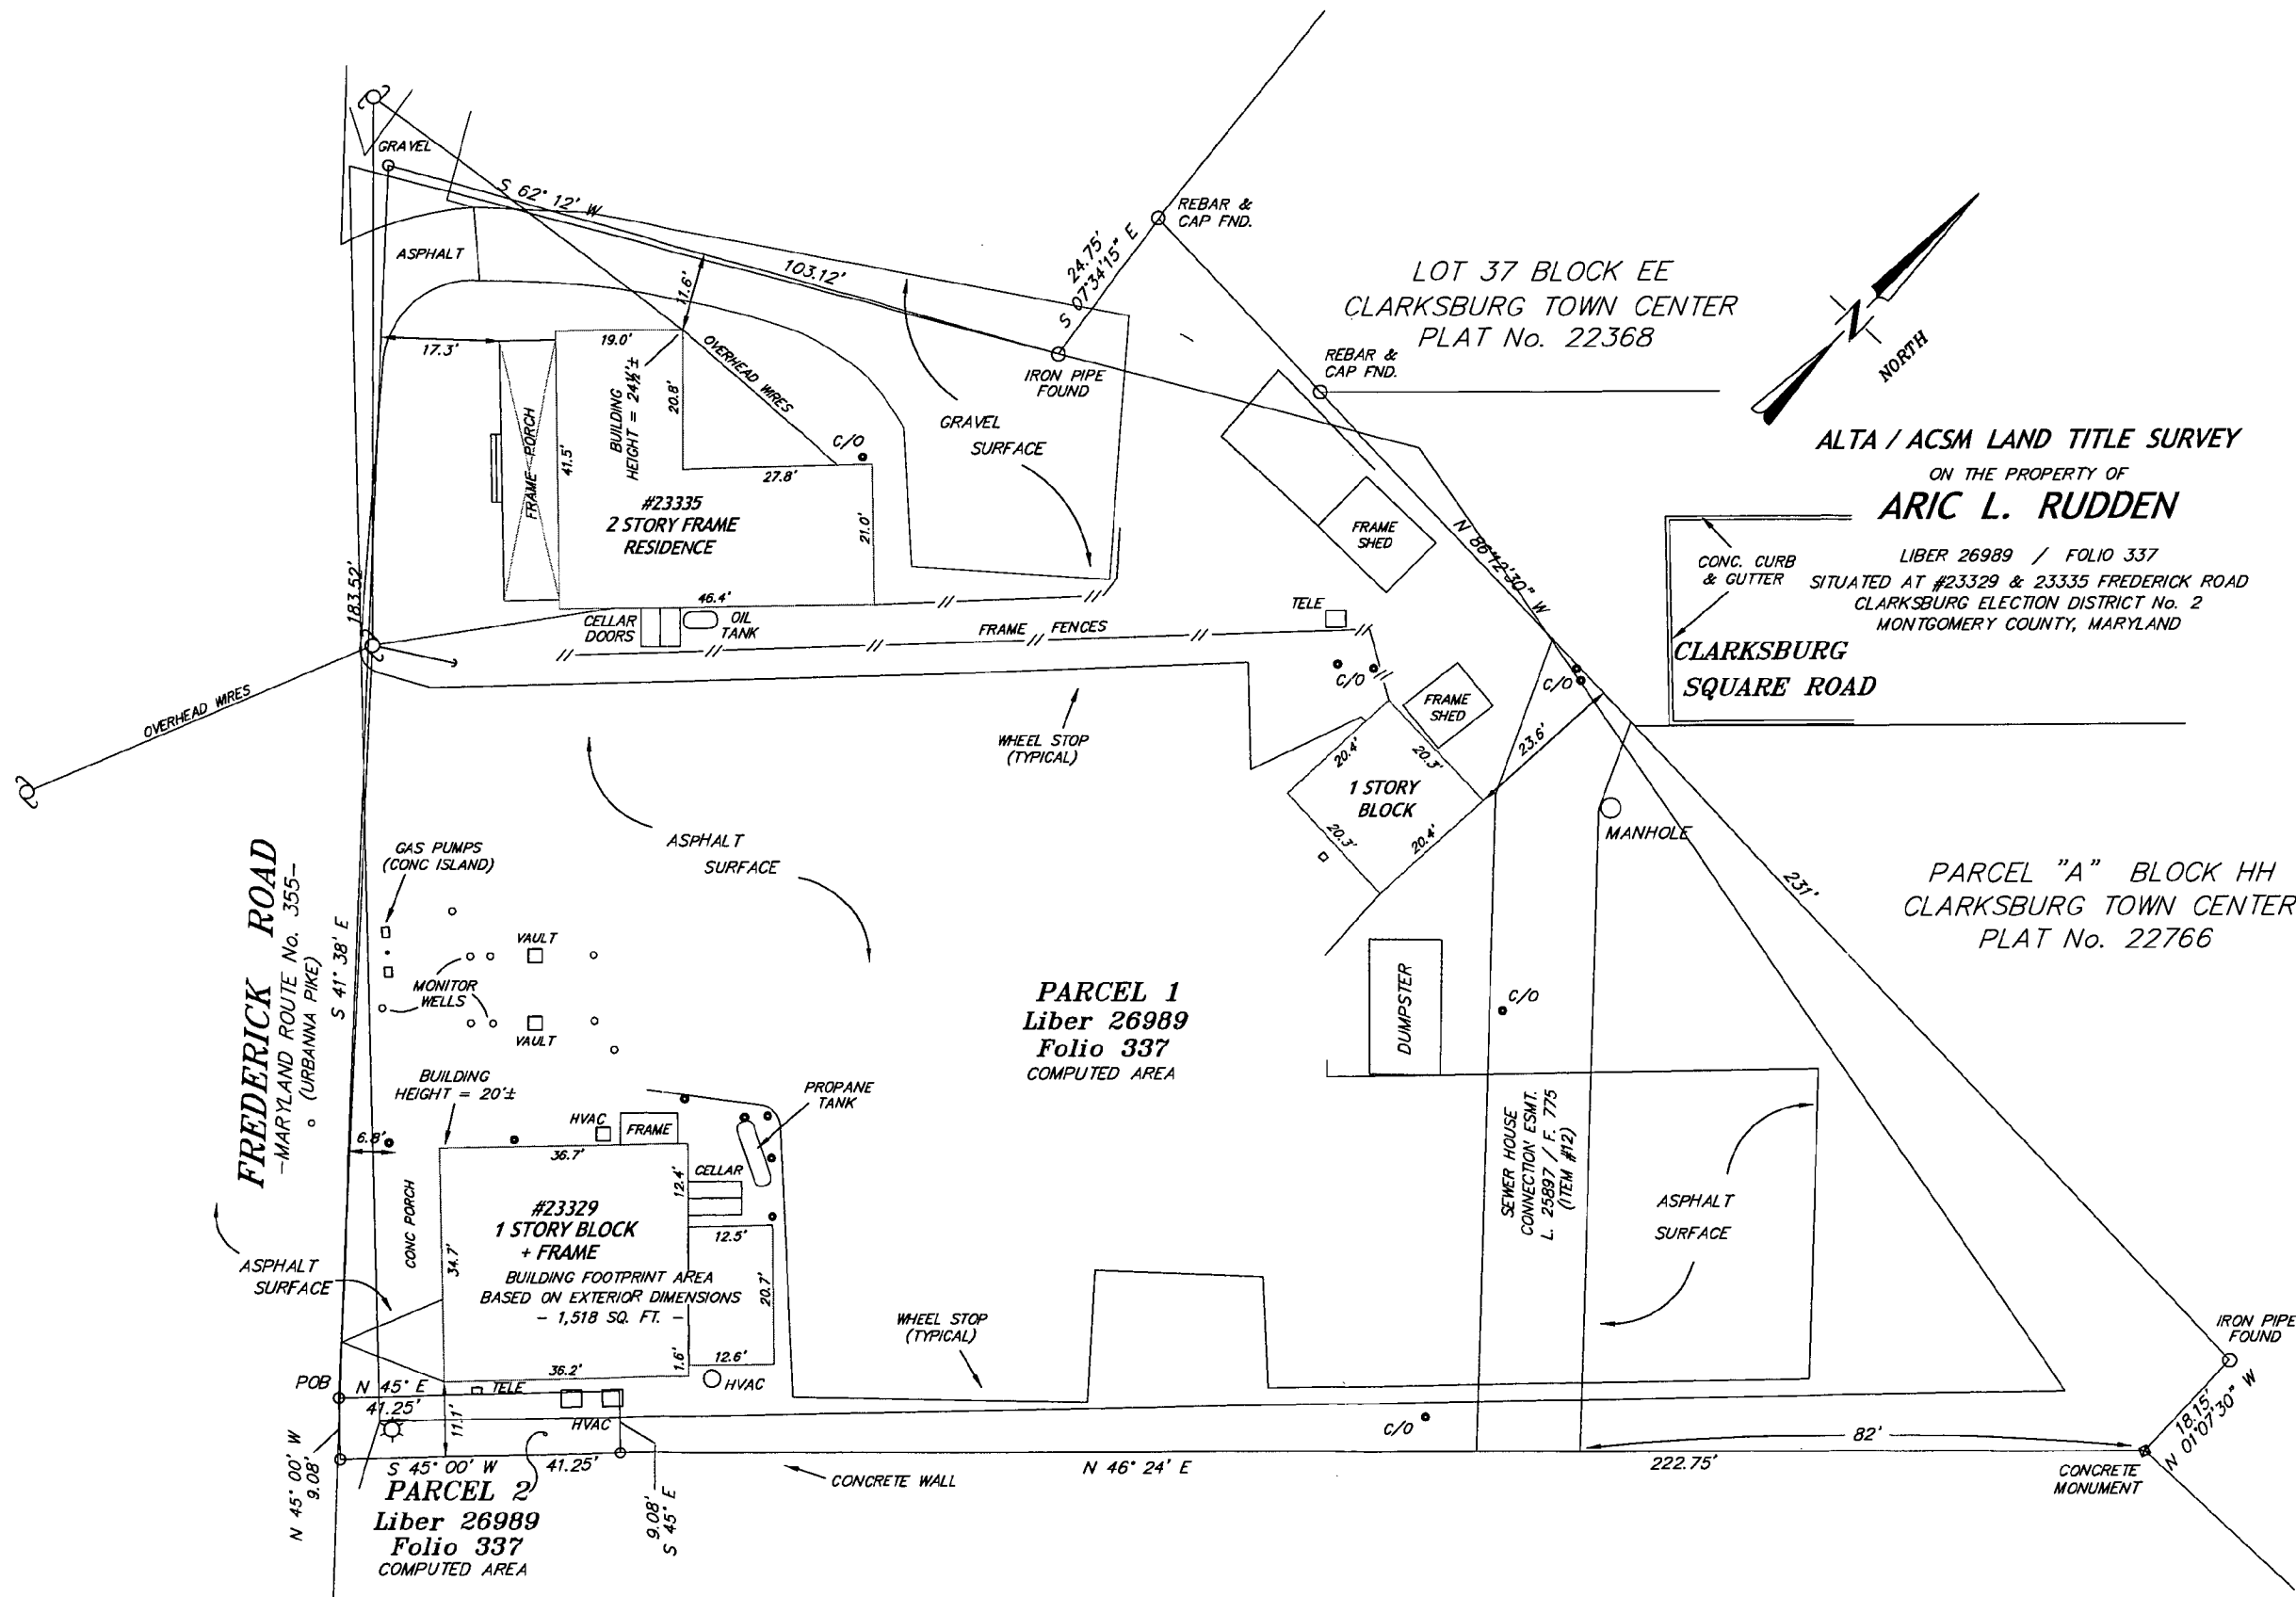 GRAVEL
S 62° 12' W
ASPHALT
11.6'
103.12'
24.75'
S 07°34'15" E
REBAR &
CAP FND.
LOT 37 BLOCK EE
CLARKSBURG TOWN CENTER
PLAT No. 22368
REBAR &
CAP FND.
N
NORTH
17.3'
19.0'
BUILDING
HEIGHT = 24½'±
20.8'
OVERHEAD WIRES
IRON PIPE
FOUND
GRAVEL
SURFACE
C/O
FRAME PORCH
41.5'
27.8'
#23335
2 STORY FRAME
RESIDENCE
21.0'
FRAME
SHED
N 86°12'30" W
ALTA / ACSM LAND TITLE SURVEY
ON THE PROPERTY OF
ARIC L. RUDDEN
LIBER 26989 / FOLIO 337
SITUATED AT #23329 & 23335 FREDERICK ROAD
CLARKSBURG ELECTION DISTRICT No. 2
MONTGOMERY COUNTY, MARYLAND
CONC. CURB
& GUTTER
CLARKSBURG
SQUARE ROAD
183.52'
46.4'
CELLAR
DOORS
OIL
TANK
FRAME FENCES
TELE
C/O
C/O
FRAME
SHED
OVERHEAD WIRES
WHEEL STOP
(TYPICAL)
20.4'
20.3'
23.6'
1 STORY
BLOCK
20.3'
20.4'
MANHOLE
231'
ASPHALT
SURFACE
GAS PUMPS
(CONC ISLAND)
FREDERICK ROAD
-MARYLAND ROUTE No. 355-
(URBANNA PIKE)
S 41° 38' E
VAULT
MONITOR
WELLS
VAULT
PARCEL "A" BLOCK HH
CLARKSBURG TOWN CENTER
PLAT No. 22766
PARCEL 1
Liber 26989
Folio 337
COMPUTED AREA
DUMPSTER
C/O
BUILDING
HEIGHT = 20'±
PROPANE
TANK
HVAC
FRAME
6.8'
36.7'
12.4'
CELLAR
CONC PORCH
#23329
1 STORY BLOCK
+ FRAME
BUILDING FOOTPRINT AREA
BASED ON EXTERIOR DIMENSIONS
- 1,518 SQ. FT. -
34.7'
12.5'
20.7'
SEWER HOUSE
CONNECTION ESMT.
L. 25897 / F. 775
(ITEM #12)
ASPHALT
SURFACE
ASPHALT
SURFACE
WHEEL STOP
(TYPICAL)
36.2'
1.6'
12.6'
HVAC
IRON PIPE
FOUND
POB
N 45° E
41.25'
TELE
HVAC
11.1'
C/O
82'
18.15'
N 01°07'30" W
N 45° 00' W
9.08'
S 45° 00' W
41.25'
9.08'
S 45° E
CONCRETE WALL
N 46° 24' E
222.75'
CONCRETE
MONUMENT
PARCEL 2
Liber 26989
Folio 337
COMPUTED AREA